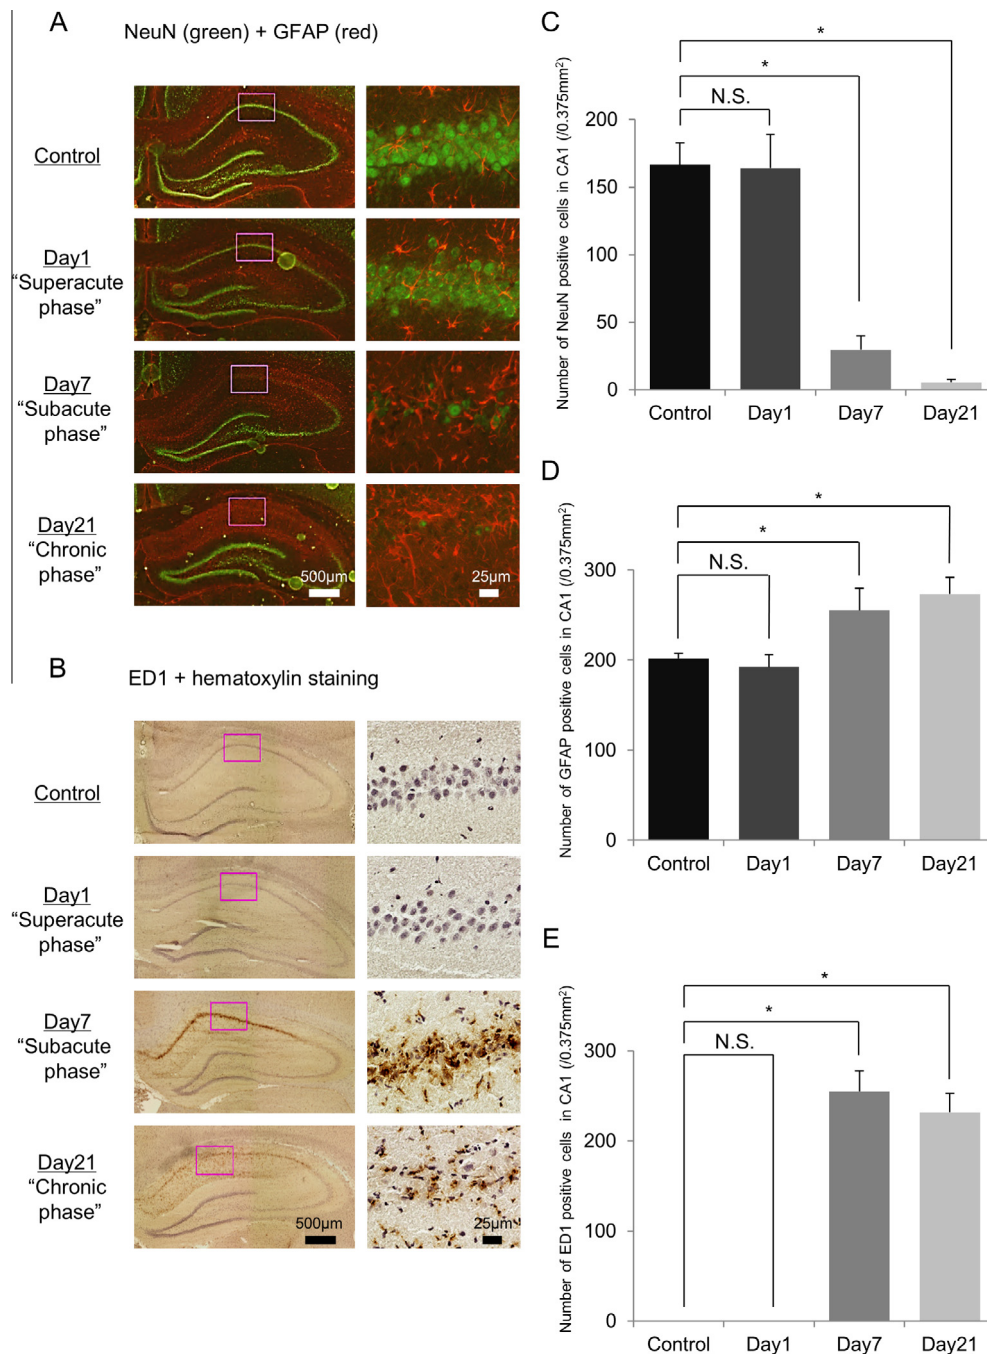 A
NeuN (green) + GFAP (red)
Control
Day1
“Superacute
phase”
Day7
“Subacute
phase”
Day21
“Chronic
phase”
500μm
25μm
B
ED1 + hematoxylin staining
Control
Day1
“Superacute
phase”
Day7
“Subacute
phase”
Day21
“Chronic
phase”
500μm
25μm
C
*
*
N.S.
Number of NeuN positive cells in CA1 (/0.375mm²)
200
150
100
50
0
Control Day1 Day7 Day21
D
*
*
N.S.
Number of GFAP positive cells in CA1 (/0.375mm²)
300
200
100
0
Control Day1 Day7 Day21
E
*
*
N.S.
Number of ED1 positive cells in CA1 (/0.375mm²)
300
200
100
0
Control Day1 Day7 Day21